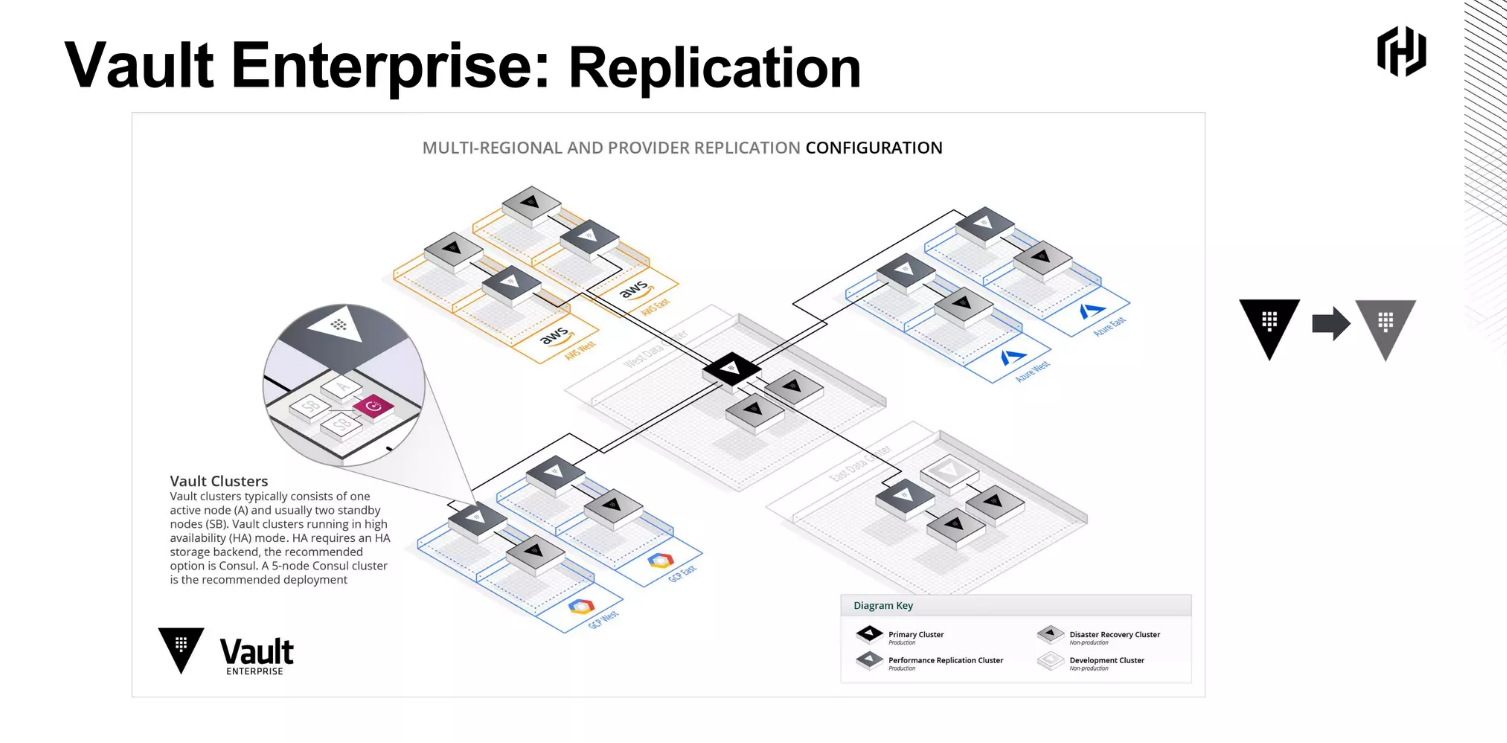 Vault Enterprise: Replication
MULTI-REGIONAL AND PROVIDER REPLICATION CONFIGURATION
aws
AWS East
aws
AWS West
Azure East
Azure West
West Data Center
East Data Center
A
SB
SB
Vault Clusters
Vault clusters typically consists of one
active node (A) and usually two standby
nodes (SB). Vault clusters running in high
availability (HA) mode. HA requires an HA
storage backend, the recommended
option is Consul. A 5-node Consul cluster
is the recommended deployment
GCP East
GCP West
Vault
ENTERPRISE
Diagram Key
Primary Cluster
Production
Disaster Recovery Cluster
Non-production
Performance Replication Cluster
Production
Development Cluster
Non-production